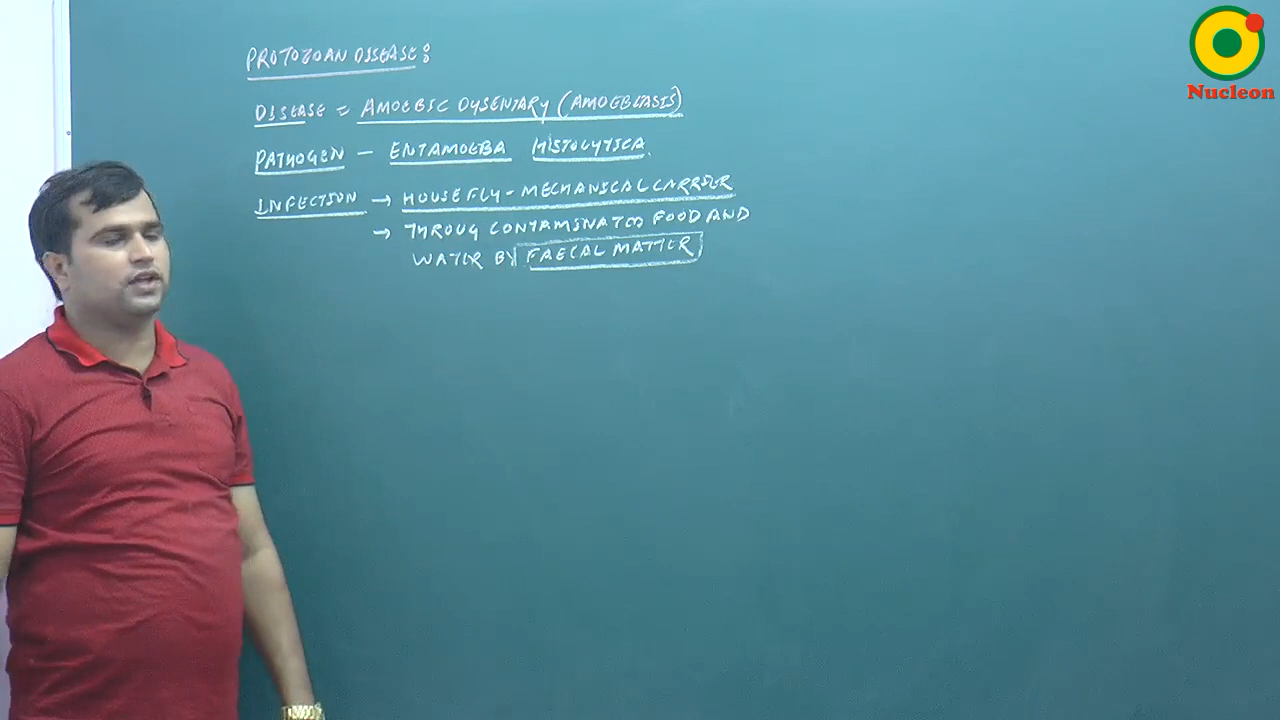 PROTOZOAN DISEASE:
DISEASE = AMOEBIC DYSENTARY (AMOEBIASIS)
PATHOGEN - ENTAMOEBA HISTOLYTICA.
INFECTION → HOUSEFLY - MECHANICAL CARRIER
→ THROUG CONTAMINATED FOOD AND
WATER BY FAECAL MATTER
Nucleon